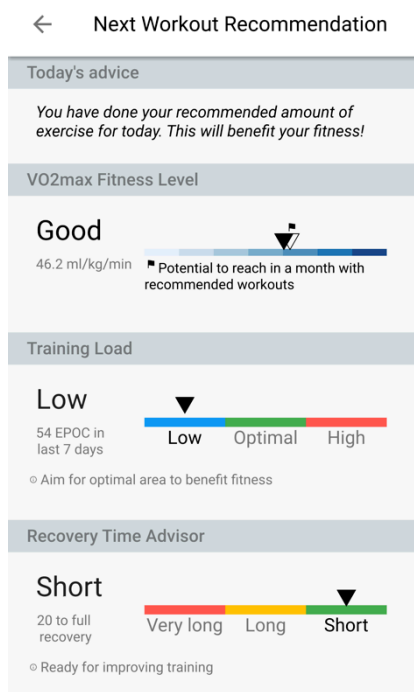 Next Workout Recommendation
Today's advice
You have done your recommended amount of
exercise for today. This will benefit your fitness!
VO2max Fitness Level
Good
46.2 ml/kg/min
Potential to reach in a month with
recommended workouts
Training Load
Low
54 EPOC in
last 7 days
Low Optimal High
Aim for optimal area to benefit fitness
Recovery Time Advisor
Short
20 to full
recovery
Very long Long Short
Ready for improving training